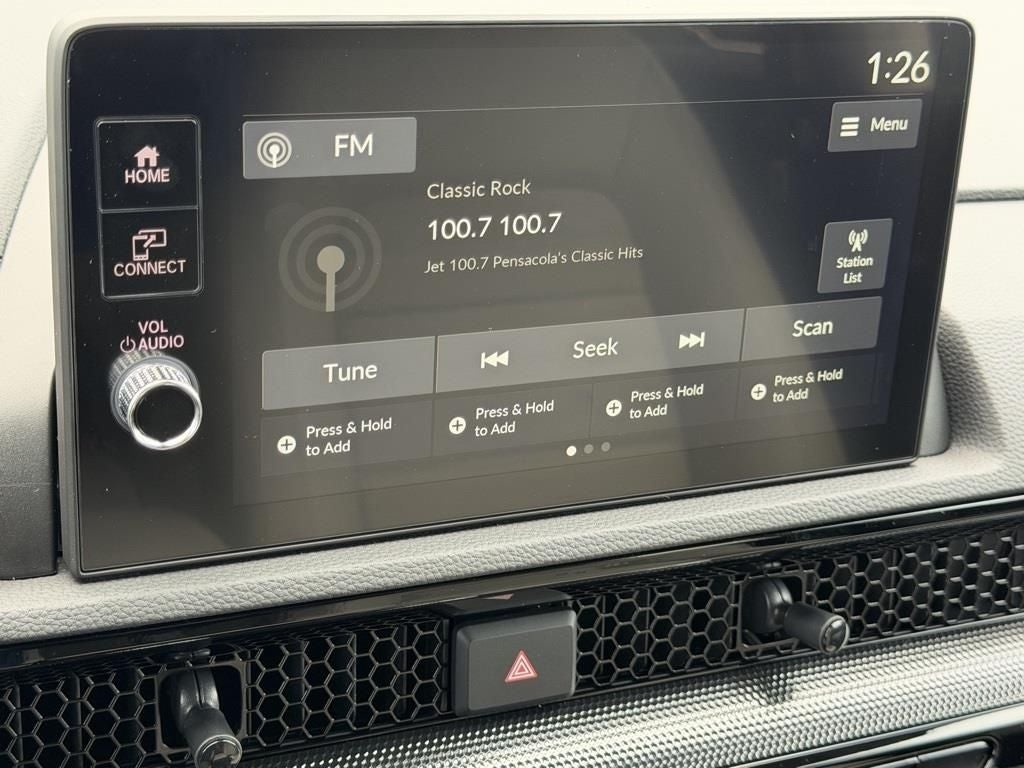 1:26
HOME
CONNECT
VOL
AUDIO
FM
Menu
Classic Rock
100.7 100.7
Jet 100.7 Pensacola's Classic Hits
Station
List
Tune
Seek
Scan
Press & Hold
to Add
Press & Hold
to Add
Press & Hold
to Add
Press & Hold
to Add